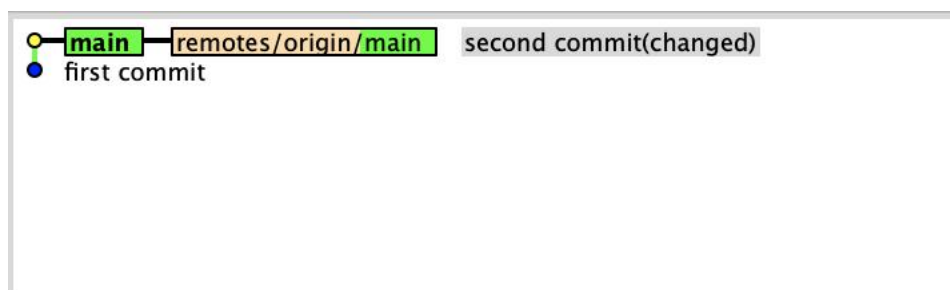 main remotes/origin/main second commit(changed)
first commit